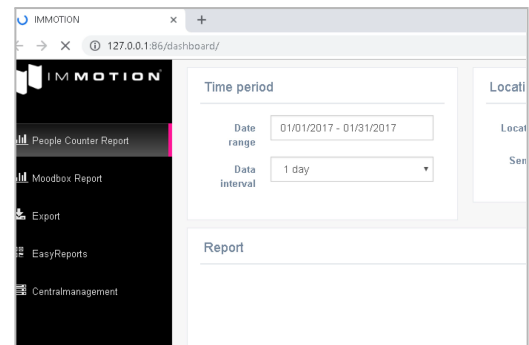 IMMOTION
127.0.0.1:86/dashboard/
IMMOTION
People Counter Report
Moodbox Report
Export
EasyReports
Centralmanagement
Time period
Date range
01/01/2017 - 01/31/2017
Data interval
1 day
Report